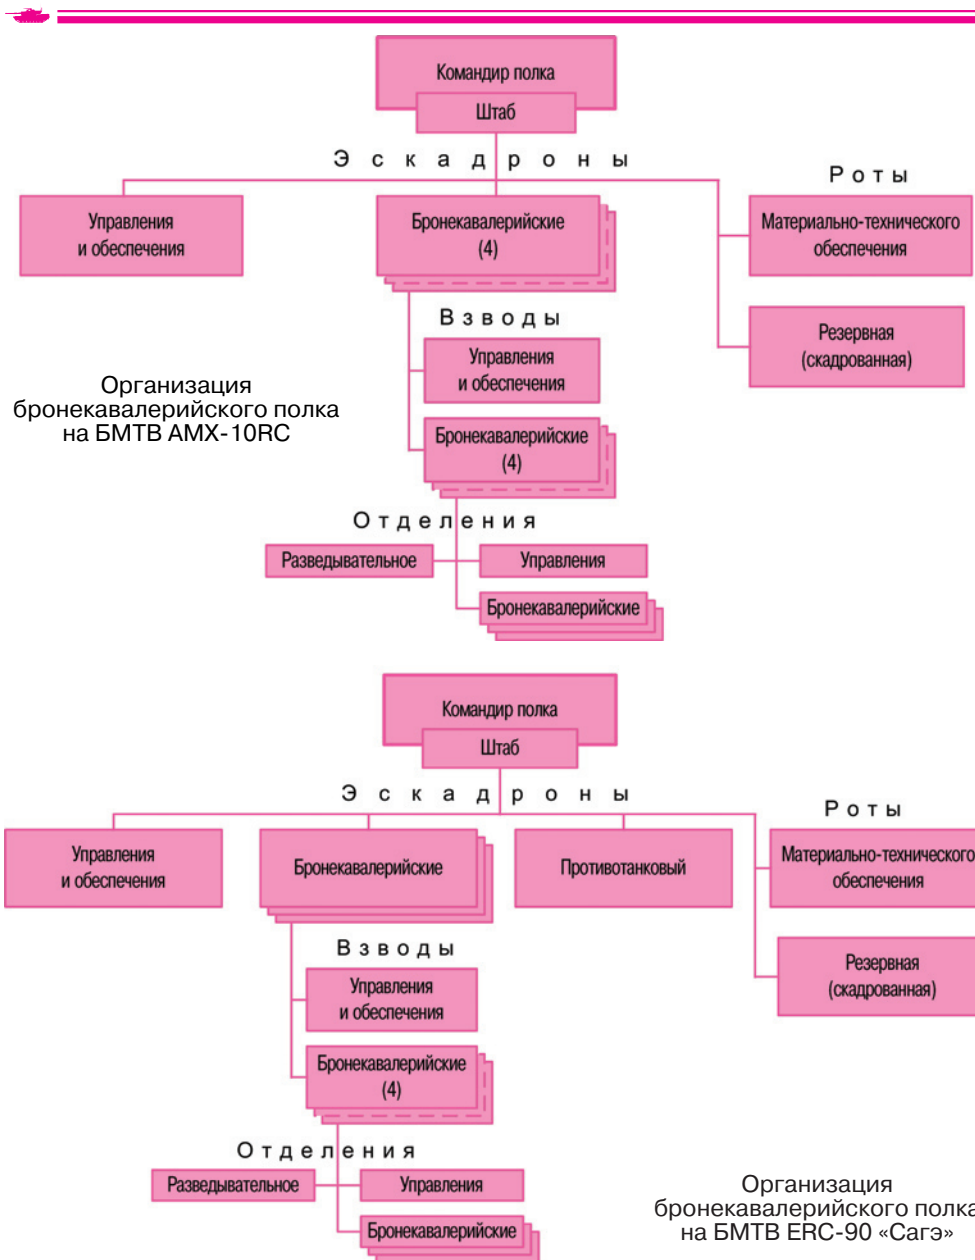 Командир полка
Штаб
Эскадроны
Роты
Управления
и обеспечения
Бронекавалерийские
(4)
Материально-технического
обеспечения
Взводы
Управления
и обеспечения
Резервная
(скадрованная)
Организация
бронекавалерийского полка
на БМТВ AMX-10RC
Бронекавалерийские
(4)
Отделения
Разведывательное
Управления
Бронекавалерийские
Командир полка
Штаб
Эскадроны
Роты
Управления
и обеспечения
Бронекавалерийские
Противотанковый
Материально-технического
обеспечения
Взводы
Управления
и обеспечения
Резервная
(скадрованная)
Бронекавалерийские
(4)
Отделения
Разведывательное
Управления
Бронекавалерийские
Организация
бронекавалерийского полка
на БМТВ ERC-90 «Сагэ»